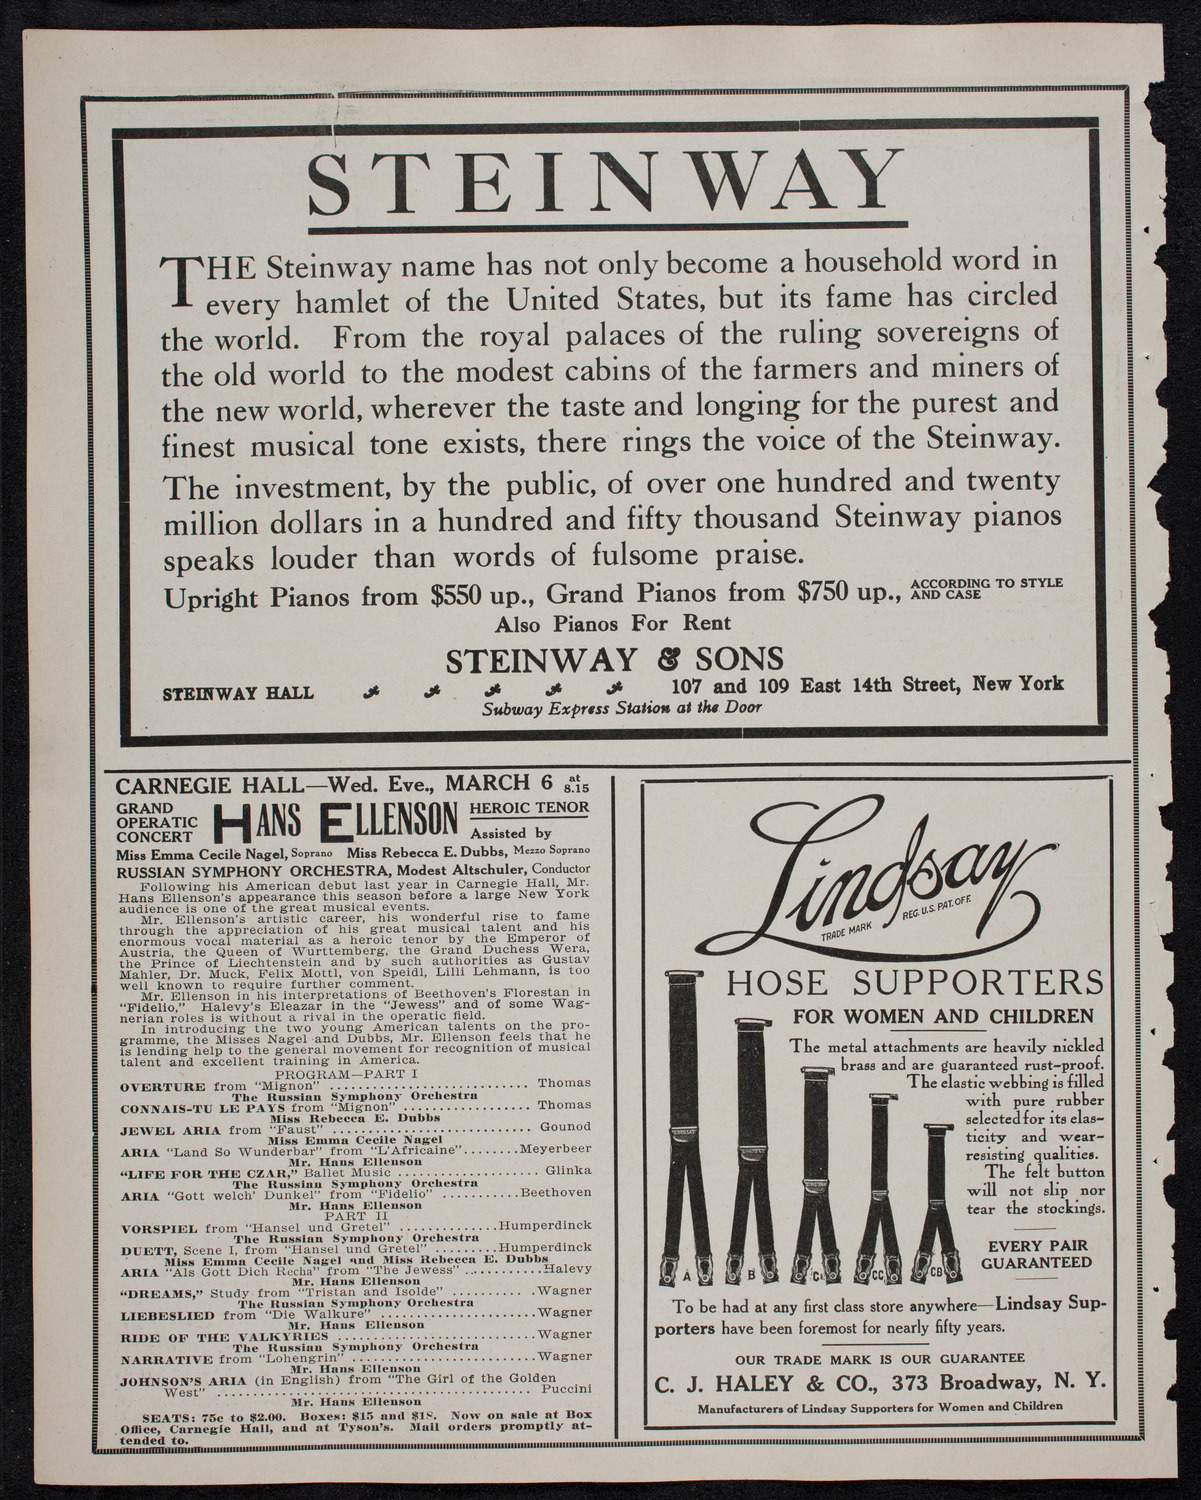 STEINWAY
THE Steinway name has not only become a household word in
every hamlet of the United States, but its fame has circled
the world. From the royal palaces of the ruling sovereigns of
the old world to the modest cabins of the farmers and miners of
the new world, wherever the taste and longing for the purest and
finest musical tone exists, there rings the voice of the Steinway.
The investment, by the public, of over one hundred and twenty
million dollars in a hundred and fifty thousand Steinway pianos
speaks louder than words of fulsome praise.
Upright Pianos from $550 up., Grand Pianos from $750 up., ACCORDING TO STYLE AND CASE
Also Pianos For Rent
STEINWAY & SONS
STEINWAY HALL 107 and 109 East 14th Street, New York
Subway Express Station at the Door
CARNEGIE HALL—Wed. Eve., MARCH 6 at 8.15
GRAND OPERATIC CONCERT HANS ELLENSON HEROIC TENOR
Assisted by
Miss Emma Cecile Nagel, Soprano Miss Rebecca E. Dubbs, Mezzo Soprano
RUSSIAN SYMPHONY ORCHESTRA, Modest Altschuler, Conductor
Following his American debut last year in Carnegie Hall, Mr.
Hans Ellenson's appearance this season before a large New York
audience is one of the great musical events.
Mr. Ellenson's artistic career, his wonderful rise to fame
through the appreciation of his great musical talent and his
enormous vocal material as a heroic tenor by the Emperor of
Austria, the Queen of Wurttemberg, the Grand Duchess Wera,
the Prince of Liechtenstein and by such authorities as Gustav
Mahler, Dr. Muck, Felix Mottl, von Speidl, Lilli Lehmann, is too
well known to require further comment.
Mr. Ellenson in his interpretations of Beethoven's Florestan in
"Fidelio," Halevy's Eleazar in the "Jewess" and of some Wag-
nerian roles is without a rival in the operatic field.
In introducing the two young American talents on the pro-
gramme, the Misses Nagel and Dubbs, Mr. Ellenson feels that he
is lending help to the general movement for recognition of musical
talent and excellent training in America.
PROGRAM—PART I
OVERTURE from "Mignon" .......................... Thomas
The Russian Symphony Orchestra
CONNAIS-TU LE PAYS from "Mignon" ................. Thomas
Miss Rebecca E. Dubbs
JEWEL ARIA from "Faust" .......................... Gounod
Miss Emma Cecile Nagel
ARIA "Land So Wunderbar" from "L'Africaine"........Meyerbeer
Mr. Hans Ellenson
"LIFE FOR THE CZAR," Ballet Music ................... Glinka
The Russian Symphony Orchestra
ARIA "Gott welch' Dunkel" from "Fidelio" ...........Beethoven
Mr. Hans Ellenson
PART II
VORSPIEL from "Hansel und Gretel" .............Humperdinck
The Russian Symphony Orchestra
DUETT, Scene I, from "Hansel und Gretel" .........Humperdinck
Miss Emma Cecile Nagel and Miss Rebecca E. Dubbs
ARIA "Als Gott Dich Recha" from "The Jewess" ...........Halevy
Mr. Hans Ellenson
"DREAMS," Study from "Tristan and Isolde" ............Wagner
The Russian Symphony Orchestra
LIEBESLIED from "Die Walkure" .....................Wagner
Mr. Hans Ellenson
RIDE OF THE VALKYRIES ..........................Wagner
The Russian Symphony Orchestra
NARRATIVE from "Lohengrin" ........................Wagner
Mr. Hans Ellenson
JOHNSON'S ARIA (in English) from "The Girl of the Golden
West" ........................................... Puccini
Mr. Hans Ellenson
SEATS: 75c to $2.00. Boxes: $15 and $18. Now on sale at Box
Office, Carnegie Hall, and at Tyson's. Mail orders promptly at-
tended to.
Lindsay
TRADE MARK REG. U.S. PAT. OFF.
HOSE SUPPORTERS
FOR WOMEN AND CHILDREN
The metal attachments are heavily nickled
brass and are guaranteed rust-proof.
The elastic webbing is filled
with pure rubber
selected for its elas-
ticity and wear-
resisting qualities.
The felt button
will not slip nor
tear the stockings.
EVERY PAIR
GUARANTEED
A B C CC CB
To be had at any first class store anywhere—Lindsay Sup-
porters have been foremost for nearly fifty years.
OUR TRADE MARK IS OUR GUARANTEE
C. J. HALEY & CO., 373 Broadway, N. Y.
Manufacturers of Lindsay Supporters for Women and Children